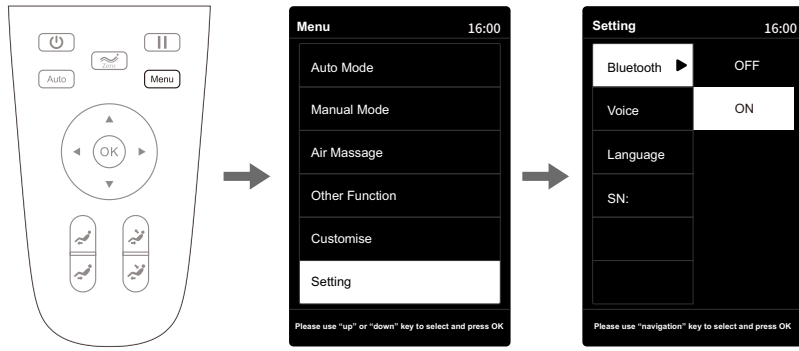 Zero
Auto
Menu
OK
Menu 16:00
Auto Mode
Manual Mode
Air Massage
Other Function
Customise
Setting
Please use “up” or “down” key to select and press OK
Setting 16:00
Bluetooth OFF
Voice ON
Language
SN:
Please use “navigation” key to select and press OK